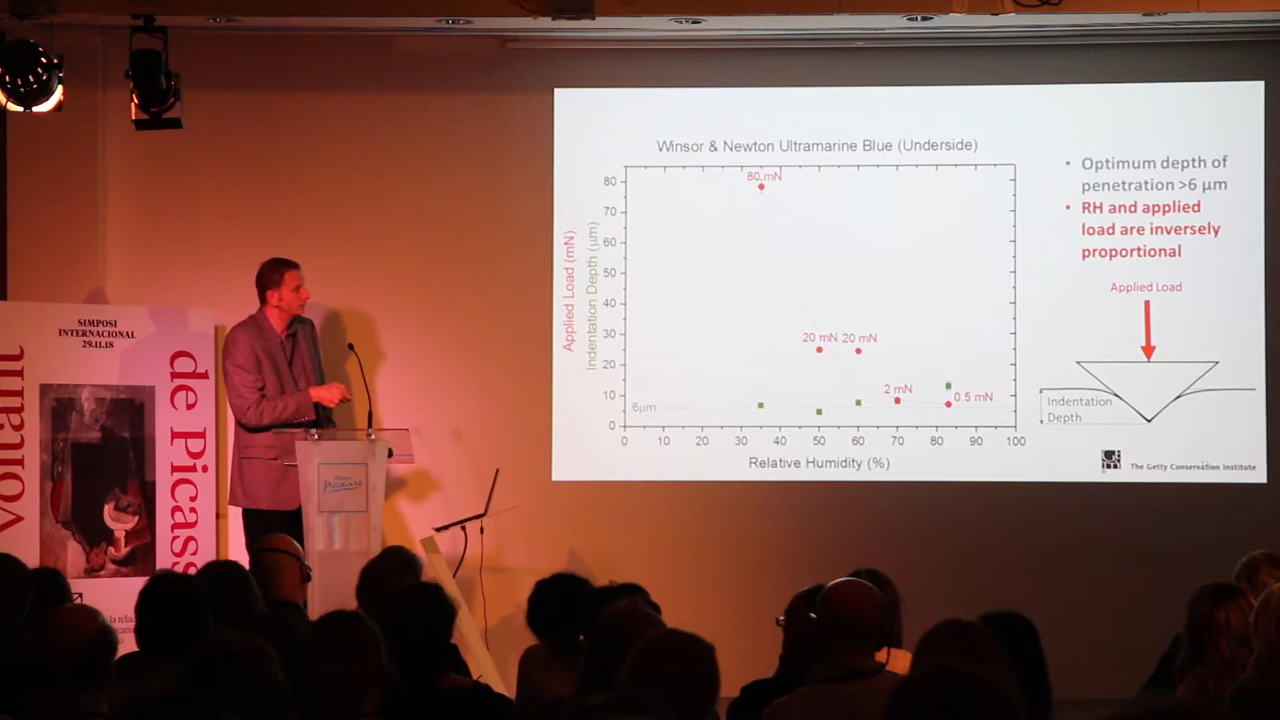 SIMPOSI
INTERNACIONAL
29.11.18
voltant
de Picass
la rela
Winsor & Newton Ultramarine Blue (Underside)
Applied Load (mN)
Indentation Depth (μm)
80
70
60
50
40
30
20
10
0
80 mN
20 mN 20 mN
2 mN
0.5 mN
6μm
0 10 20 30 40 50 60 70 80 90 100
Relative Humidity (%)
• Optimum depth of
penetration >6 μm
• RH and applied
load are inversely
proportional
Applied Load
Indentation
Depth
The Getty Conservation Institute